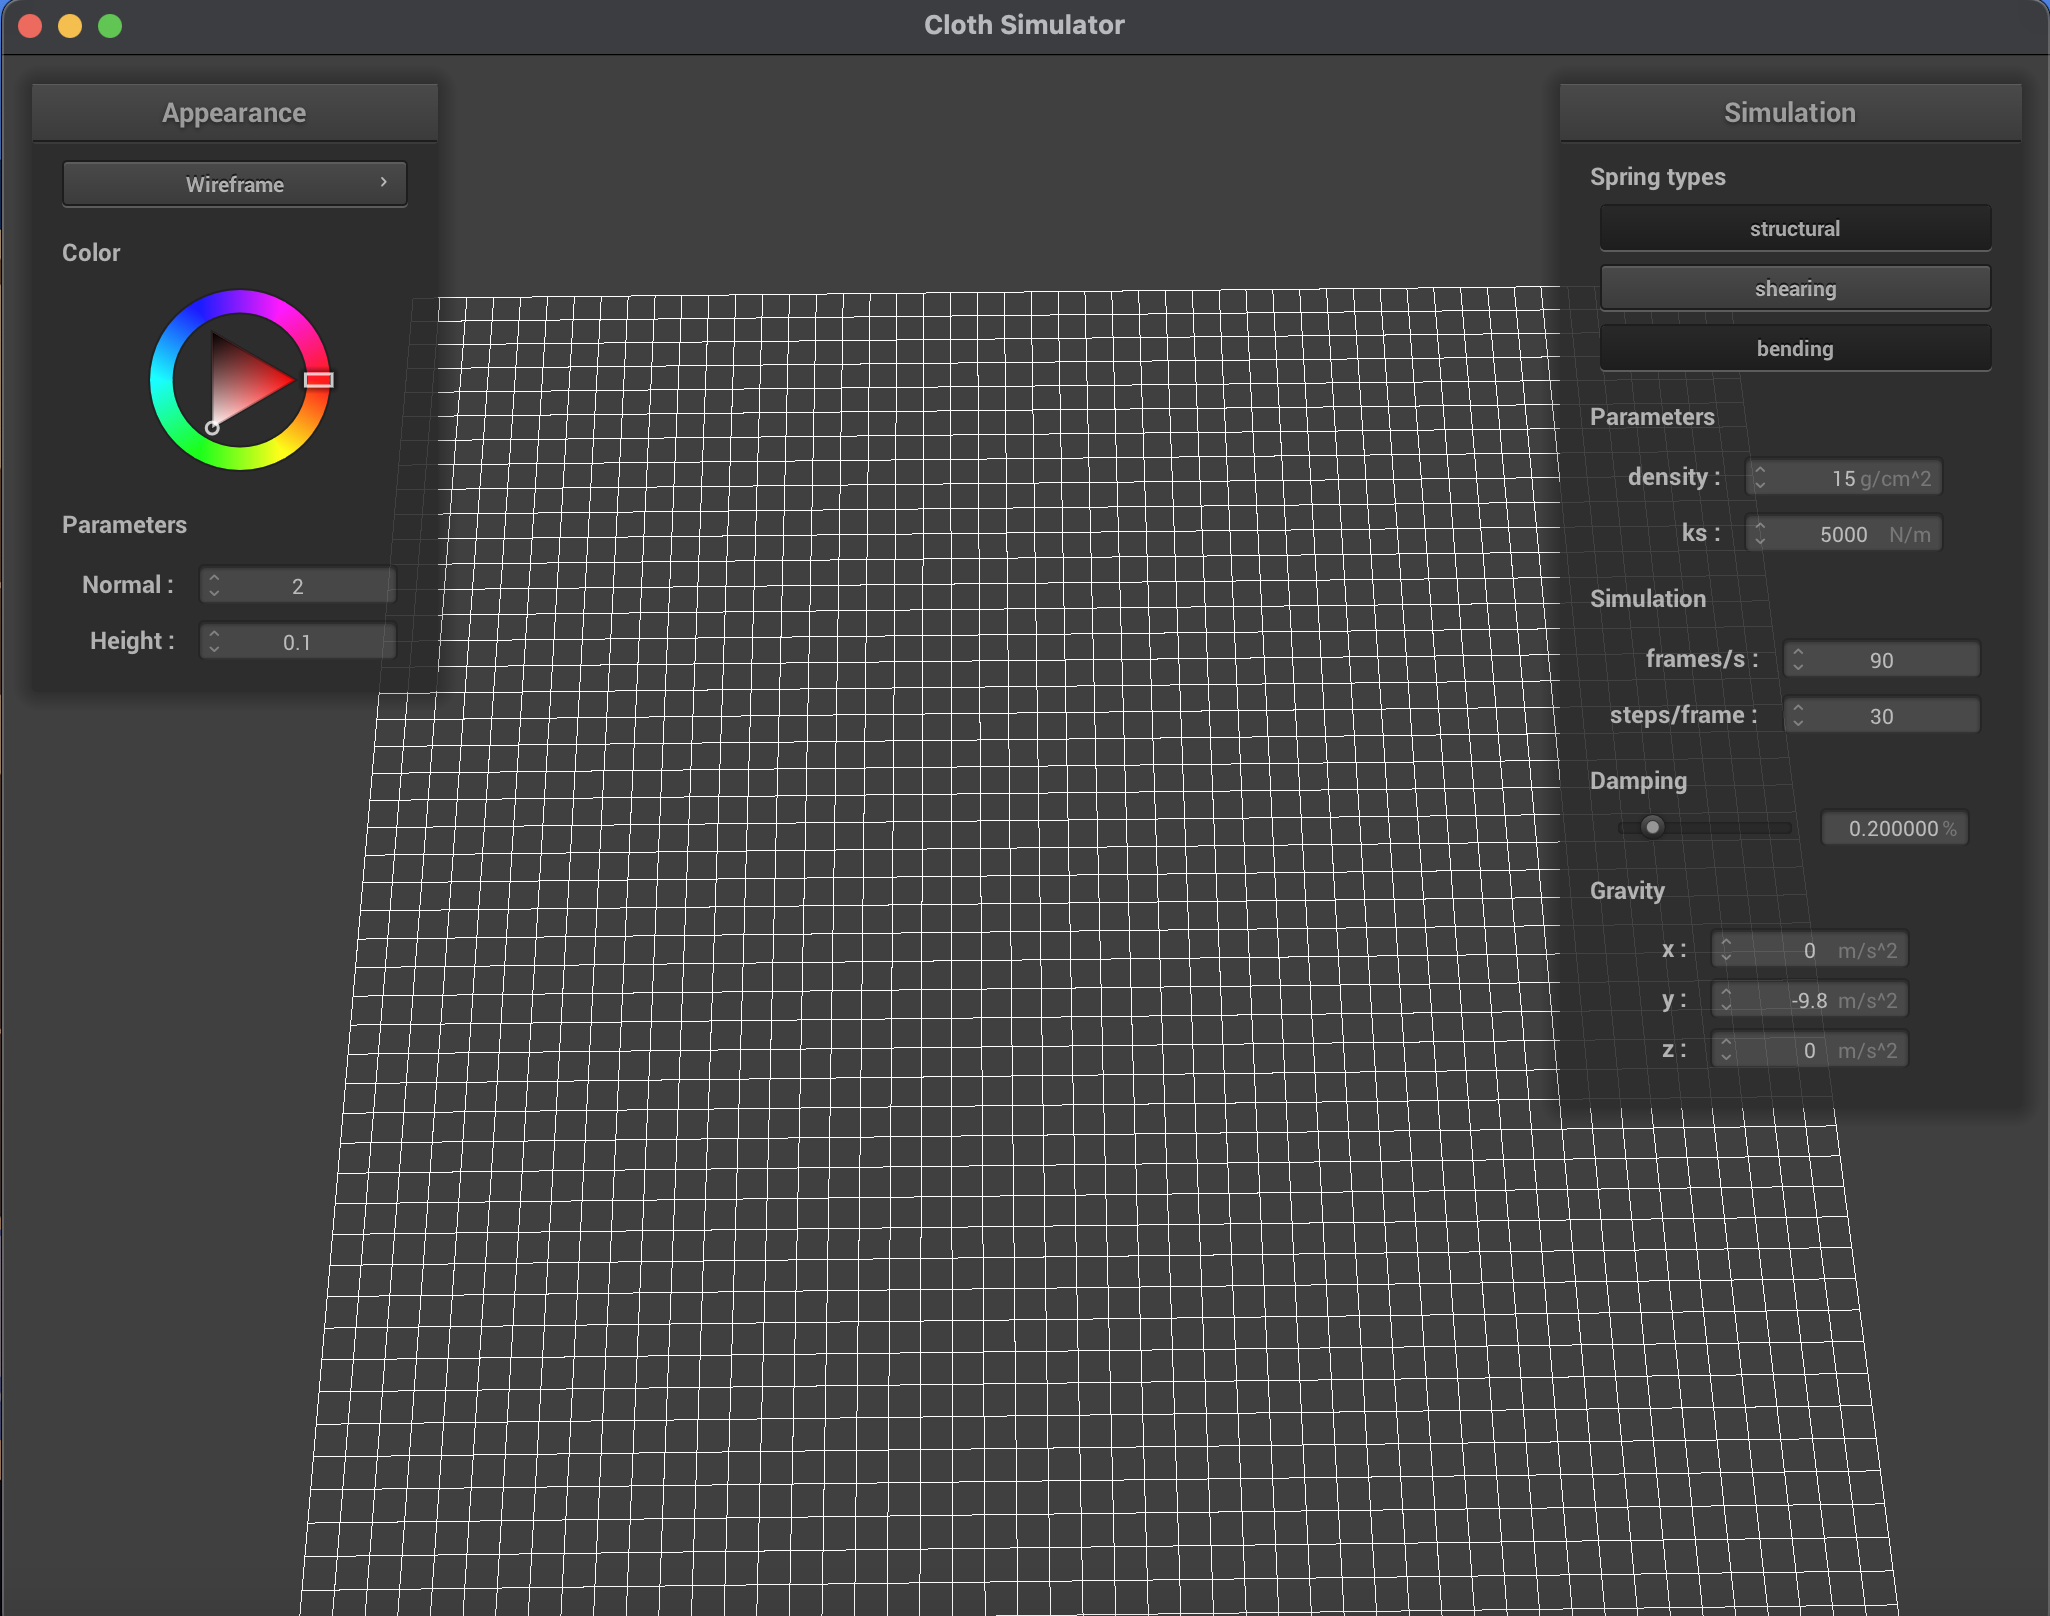 Cloth Simulator
Appearance
Wireframe
Color
Parameters
Normal : 2
Height : 0.1
Simulation
Spring types
structural
shearing
bending
Parameters
density : 15 g/cm^2
ks : 5000 N/m
Simulation
frames/s : 90
steps/frame : 30
Damping
0.200000 %
Gravity
x : 0 m/s^2
y : -9.8 m/s^2
z : 0 m/s^2